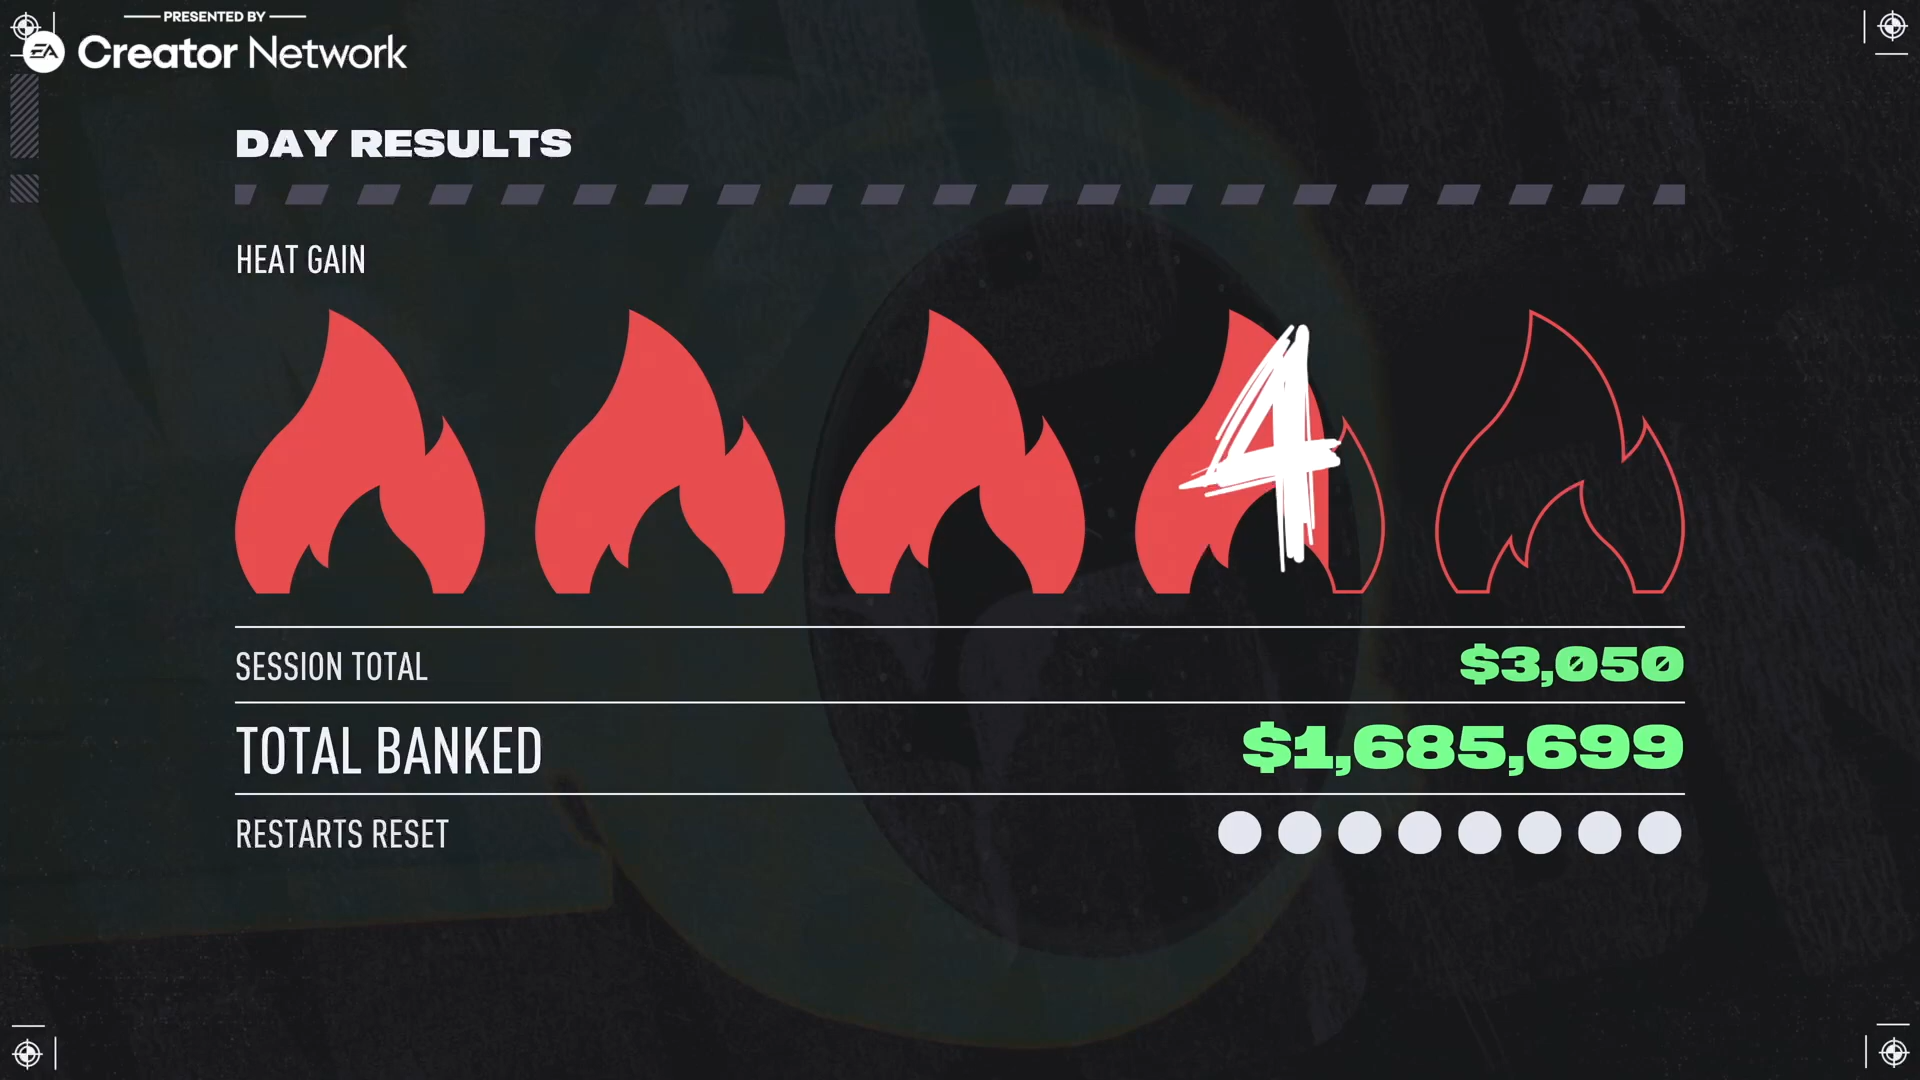 PRESENTED BY
EA Creator Network
DAY RESULTS
HEAT GAIN
4
SESSION TOTAL $3,050
TOTAL BANKED $1,685,699
RESTARTS RESET